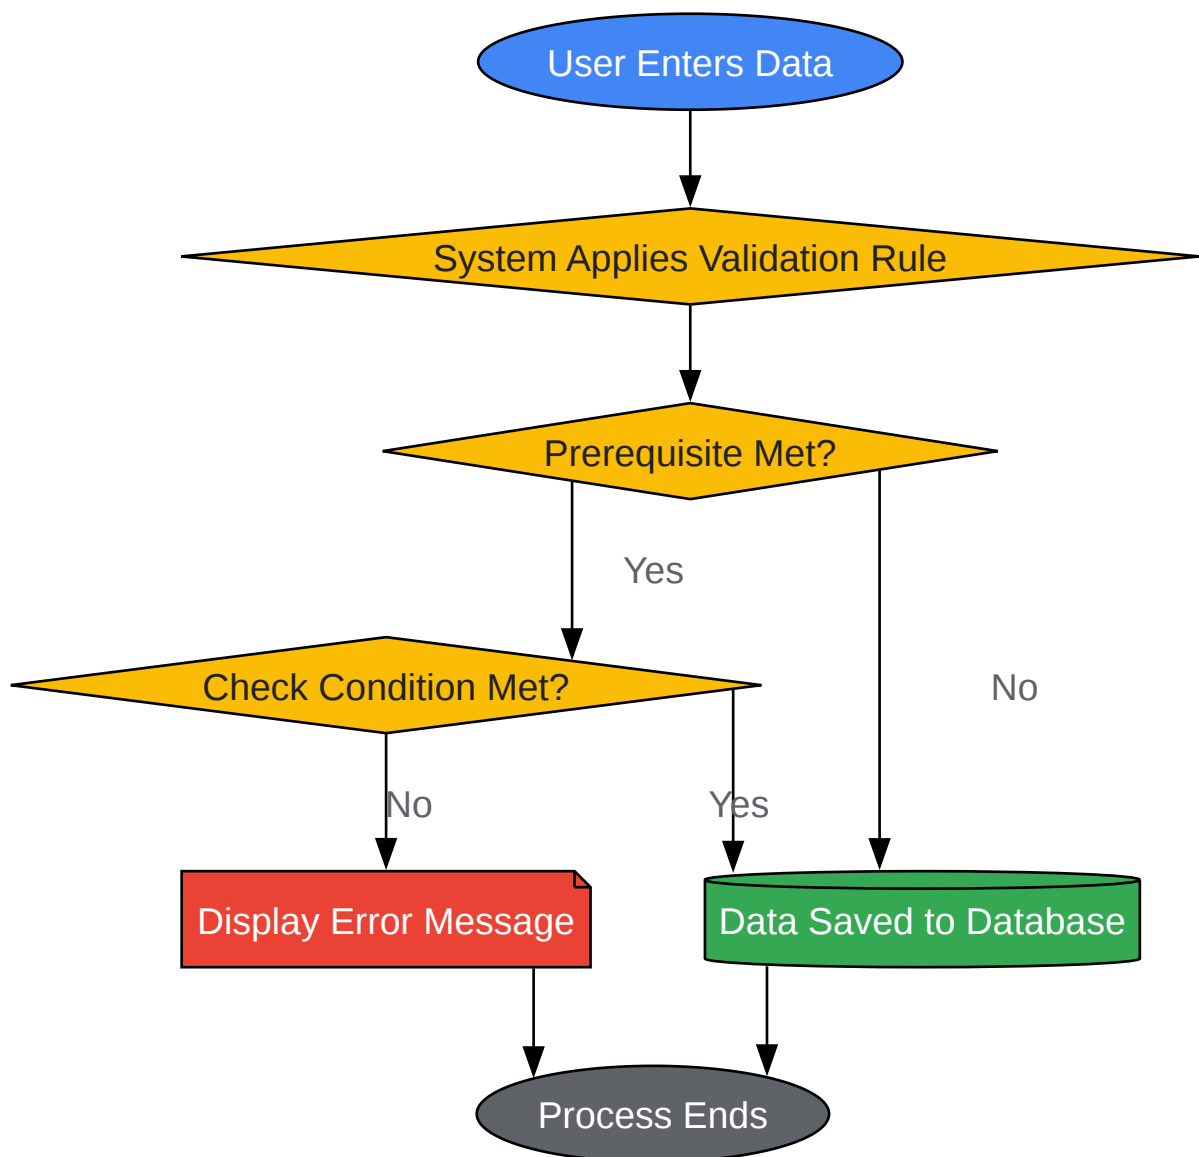 User Enters Data
System Applies Validation Rule
Prerequisite Met?
Yes
Check Condition Met?
No
No
Yes
Display Error Message
Data Saved to Database
Process Ends